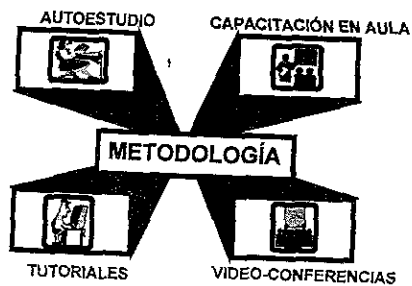 AUTOESTUDIO
CAPACITACIÓN EN AULA
METODOLOGÍA
TUTORIALES
VIDEO-CONFERENCIAS